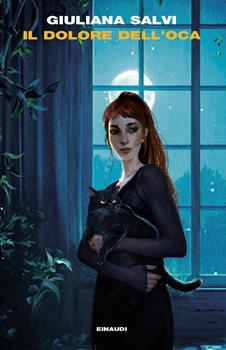 GIULIANA SALVI
IL DOLORE DELL'OCA
EINAUDI